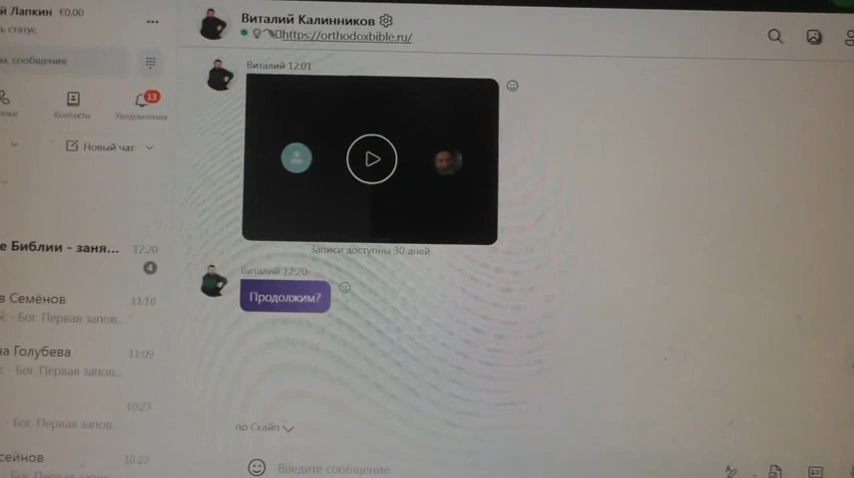 й Лапкин €0,00
ь статус
ы, сообщения
13
Контакты
Уведомления
Новый чат
е Библии - заня... 12:20
4
в Семёнов 11:10
Бог. Первая запов...
на Голубева 11:09
Бог. Первая запов...
10:23
Бог. Первая запов...
сейнов 10:22
Виталий Калинников
https://orthodoxbible.ru/
Виталий 12:01
Записи доступны 30 дней
Виталий 12:20
Продолжим?
по Скайп
Введите сообщение